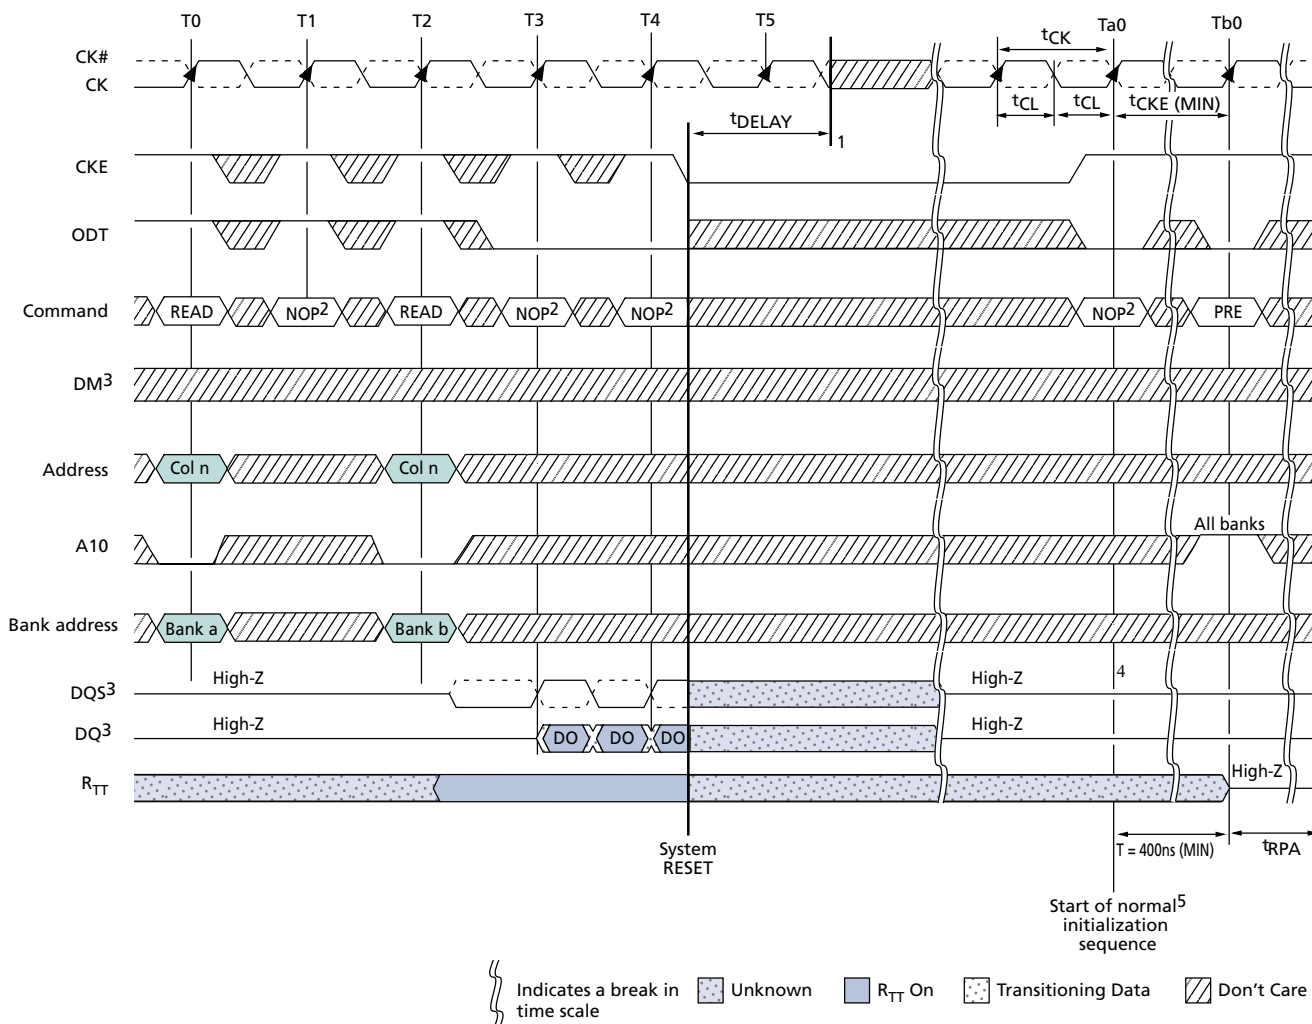 T0 T1 T2 T3 T4 T5 Ta0 Tb0
tCK
CK#
CK
tCL tCL tCKE (MIN)
tDELAY
1
CKE
ODT
Command READ NOP2 READ NOP2 NOP2 NOP2 PRE
DM3
Address Col n Col n
All banks
A10
Bank address Bank a Bank b
High-Z High-Z 4
DQS3
High-Z High-Z
DQ3 DO DO DO
High-Z
RTT
System
RESET
T = 400ns (MIN) tRPA
Start of normal5
initialization
sequence
Indicates a break in
time scale
Unknown
RTT On
Transitioning Data
Don't Care